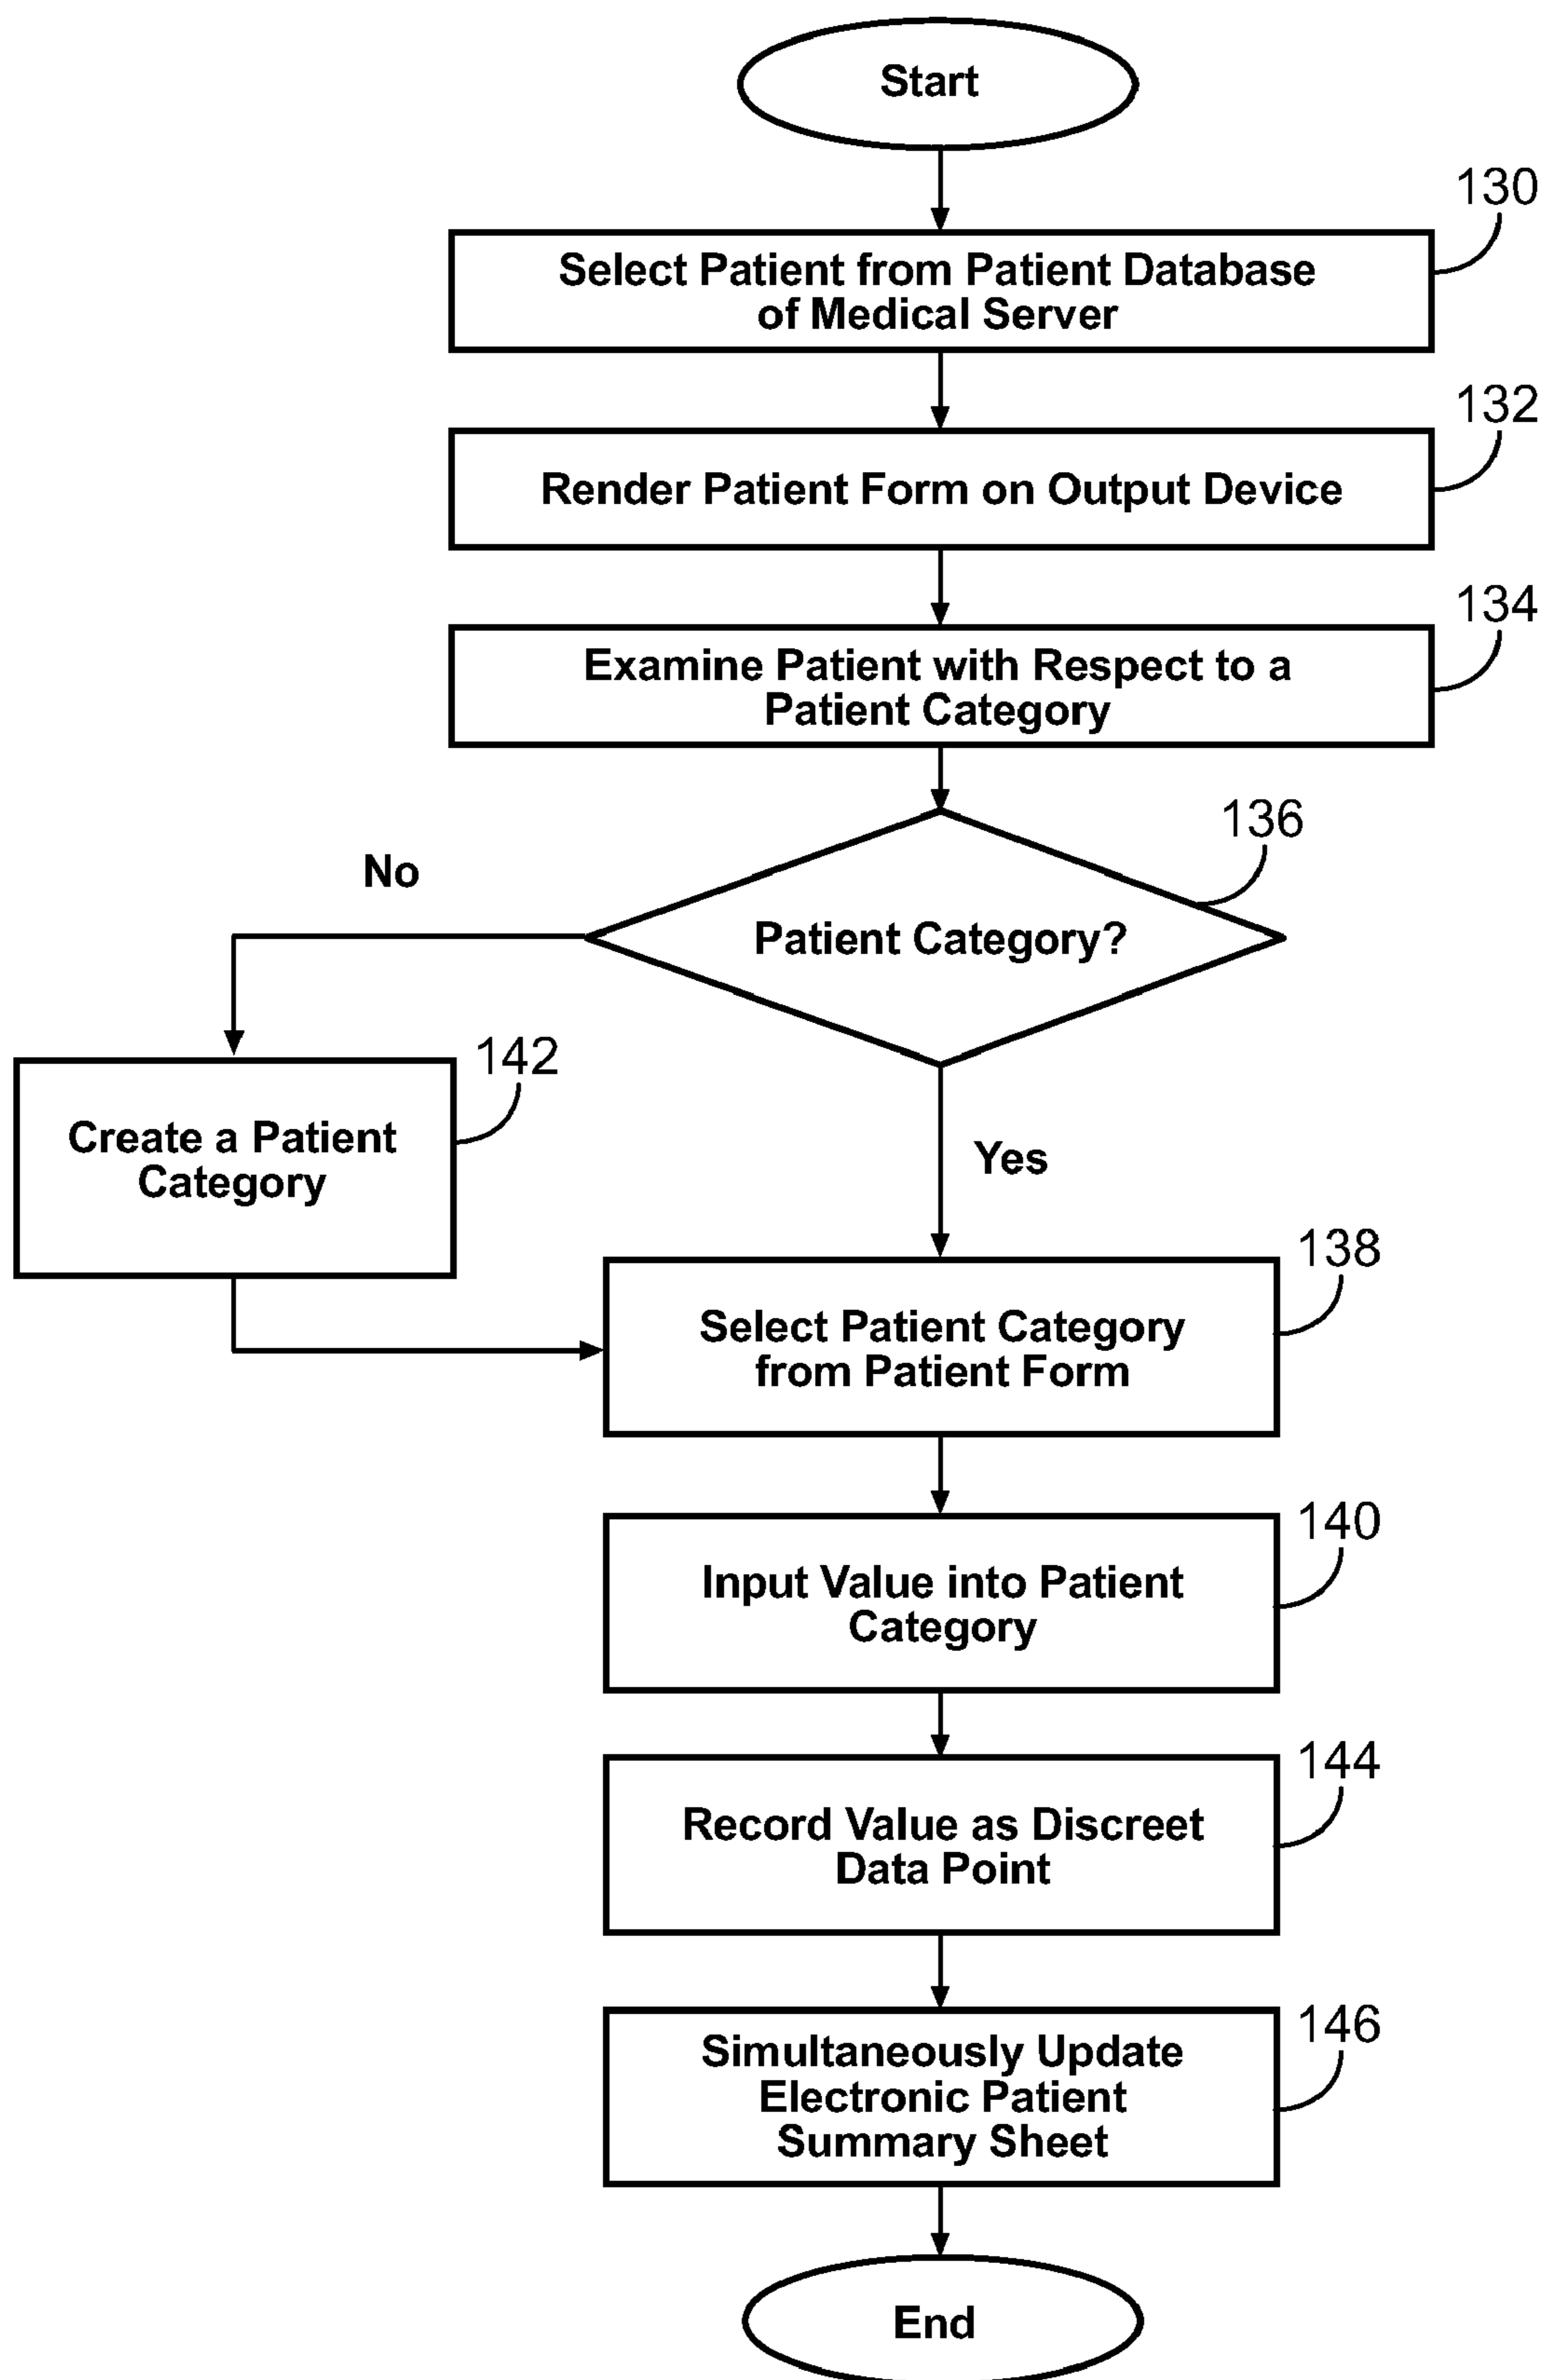 Start
130
Select Patient from Patient Database
of Medical Server
132
Render Patient Form on Output Device
134
Examine Patient with Respect to a
Patient Category
136
No
Patient Category?
142
Create a Patient
Category
Yes
138
Select Patient Category
from Patient Form
140
Input Value into Patient
Category
144
Record Value as Discreet
Data Point
146
Simultaneously Update
Electronic Patient
Summary Sheet
End